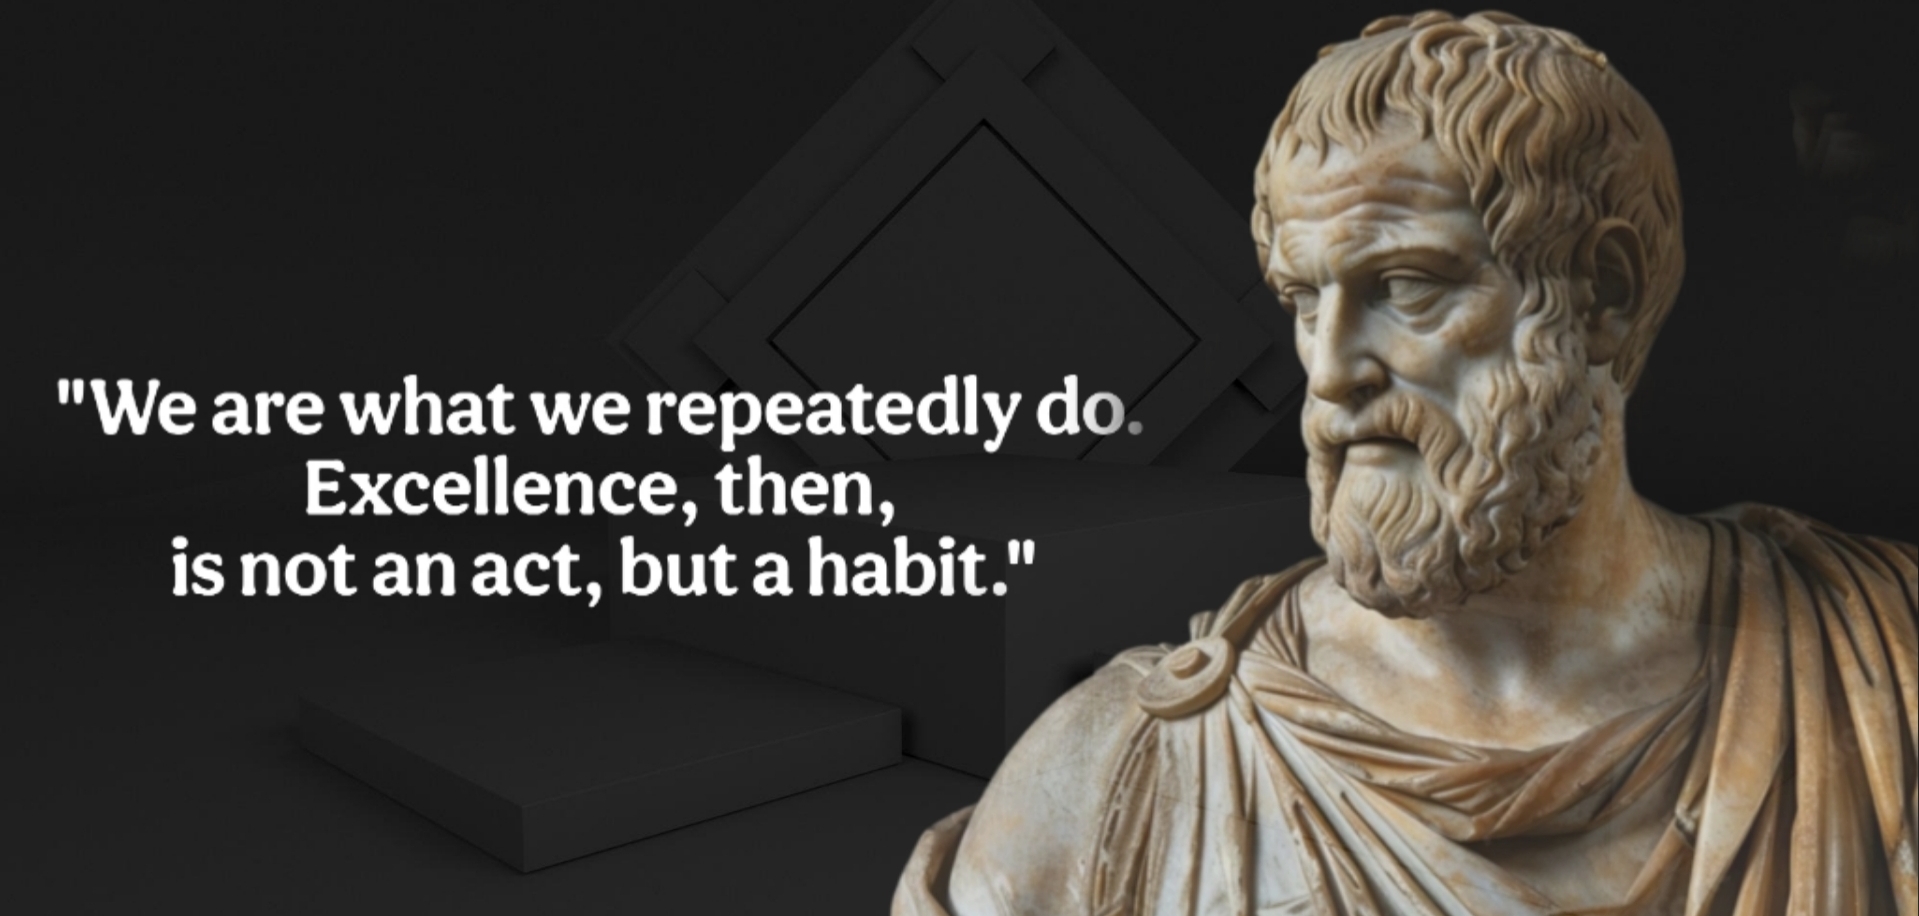 "We are what we repeatedly do.
Excellence, then,
is not an act, but a habit."